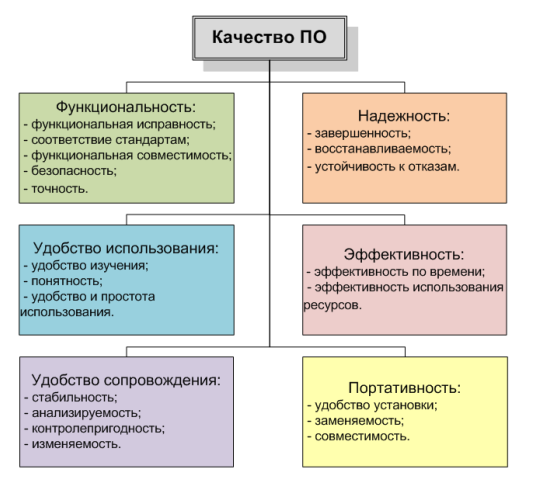 Качество ПО
Функциональность:
- функциональная исправность;
- соответствие стандартам;
- функциональная совместимость;
- безопасность;
- точность.
Надежность:
- завершенность;
- восстанавливаемость;
- устойчивость к отказам.
Удобство использования:
- удобство изучения;
- понятность;
- удобство и простота
использования.
Эффективность:
- эффективность по времени;
- эффективность использования
ресурсов.
Удобство сопровождения:
- стабильность;
- анализируемость;
- контролепригодность;
- изменяемость.
Портативность:
- удобство установки;
- заменяемость;
- совместимость.